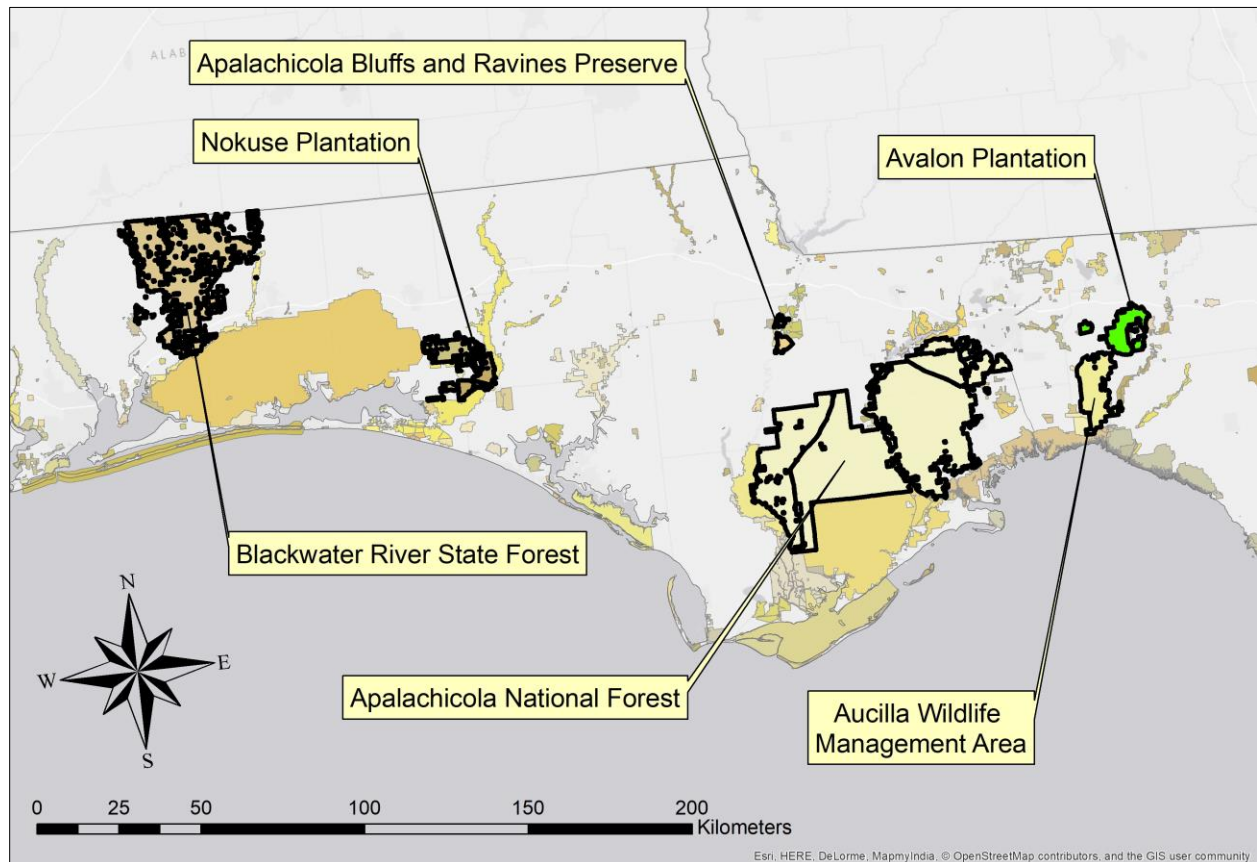 ALAB
Apalachicola Bluffs and Ravines Preserve
Nokuse Plantation
Avalon Plantation
Blackwater River State Forest
Apalachicola National Forest
Aucilla Wildlife
Management Area
N
W
E
S
0 25 50 100 150 200
Kilometers
Esri, HERE, DeLorme, MapmyIndia, © OpenStreetMap contributors, and the GIS user community